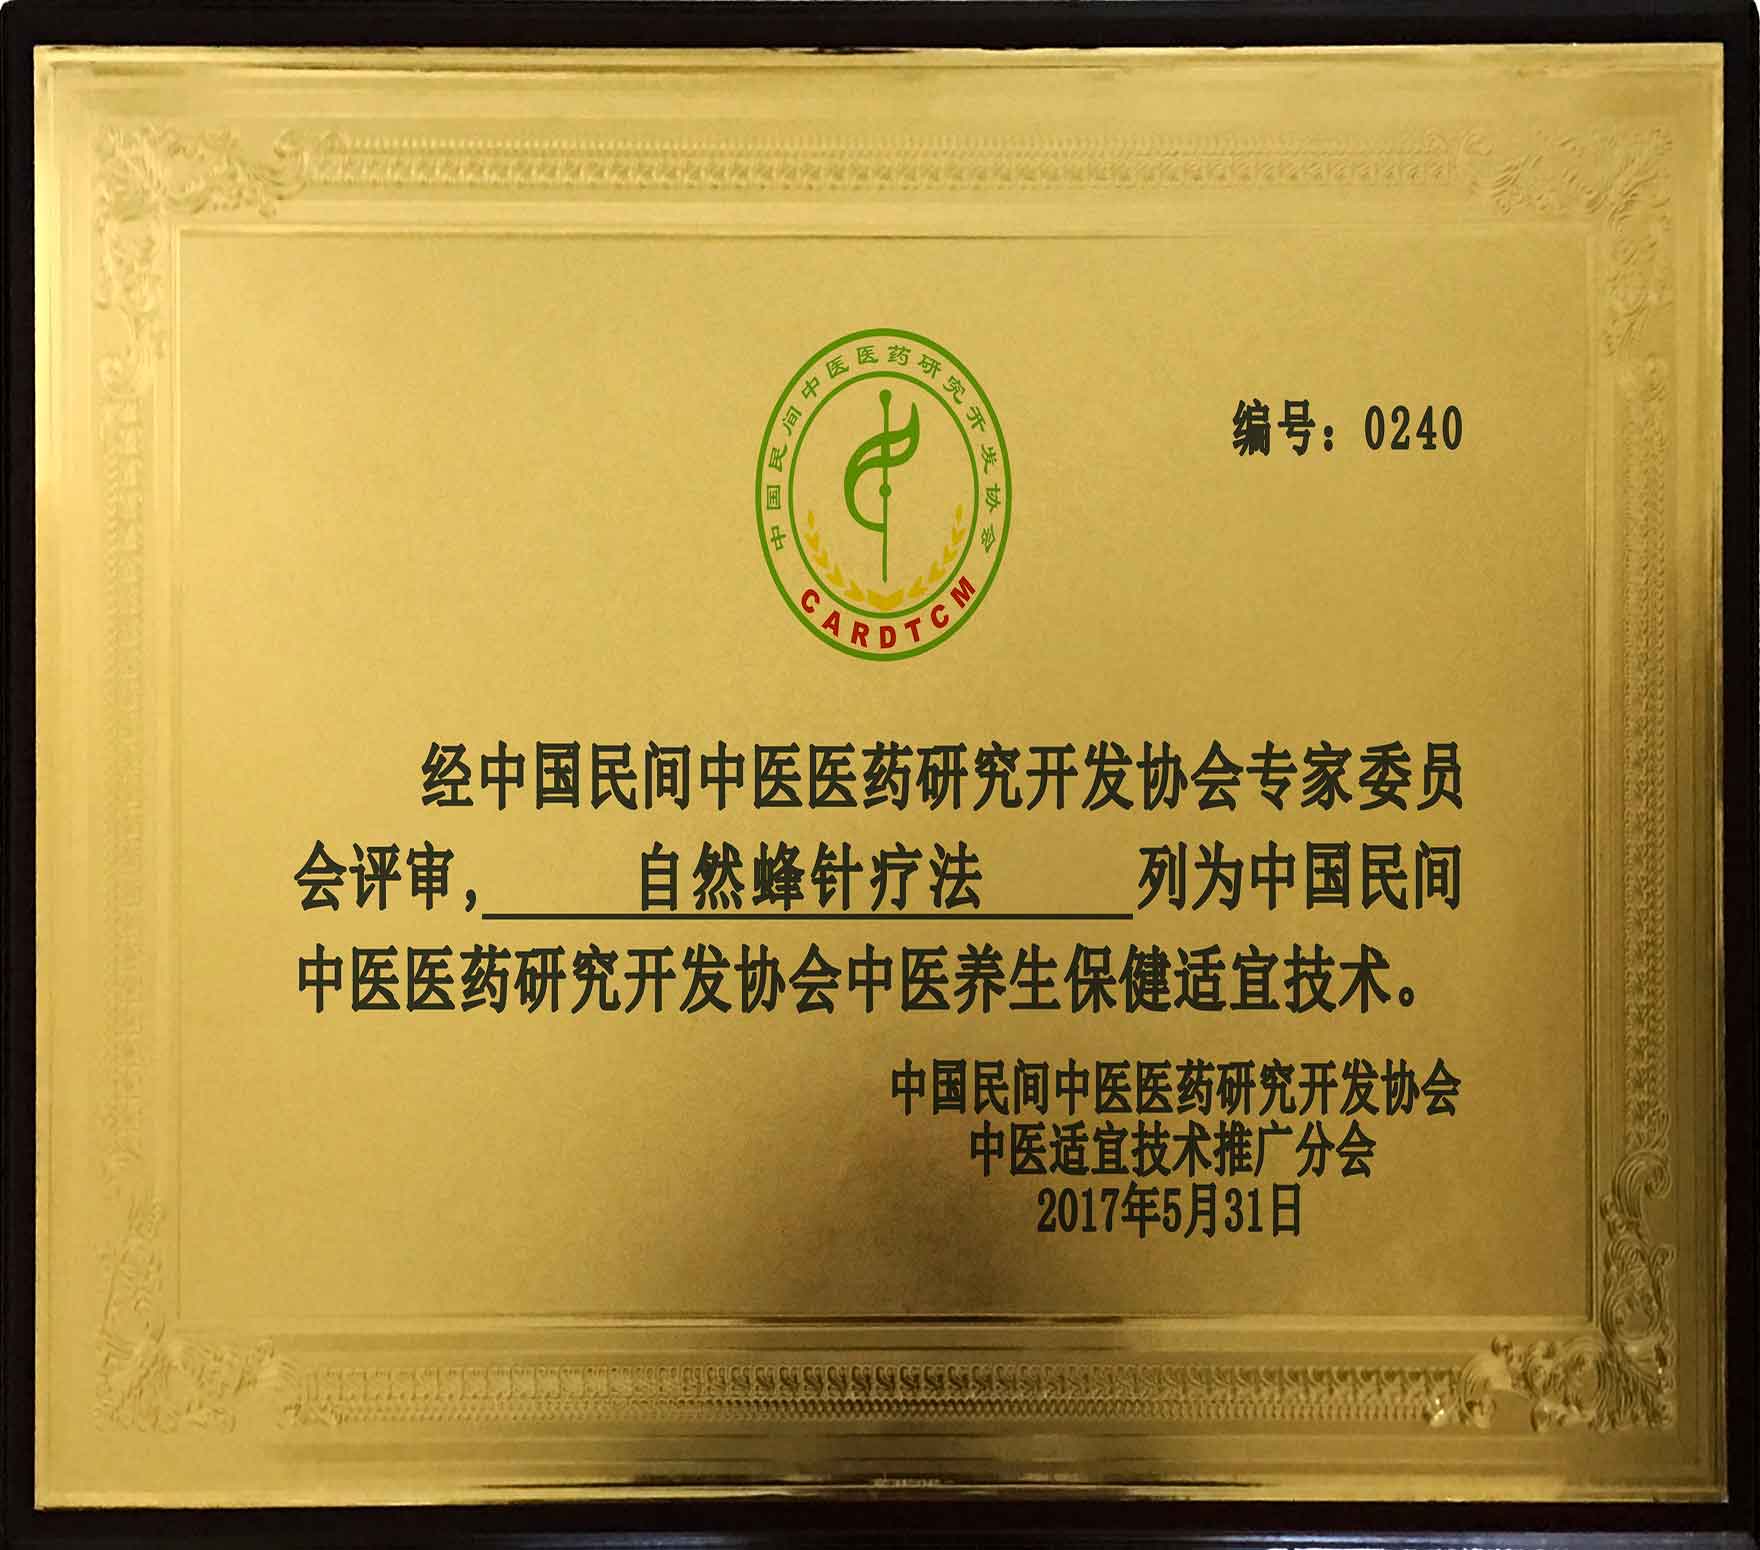 中国民间中医医药研究开发协会
CARDTCM
编号：0240
经中国民间中医医药研究开发协会专家委员
会评审，自然蜂针疗法列为中国民间
中医医药研究开发协会中医养生保健适宜技术。
中国民间中医医药研究开发协会
中医适宜技术推广分会
2017年5月31日